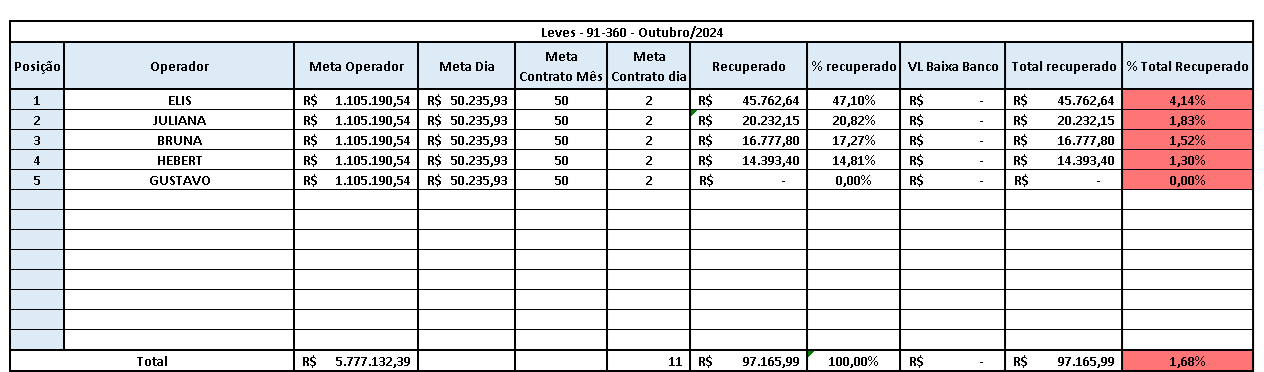 Leves - 91-360 - Outubro/2024
Posição Operador Meta Operador Meta Dia Meta Contrato Mês Meta Contrato dia Recuperado % recuperado VL Baixa Banco Total recuperado % Total Recuperado
1 ELIS R$ 1.105.190,54 R$ 50.235,93 50 2 R$ 45.762,64 47,10% R$ - R$ 45.762,64 4,14%
2 JULIANA R$ 1.105.190,54 R$ 50.235,93 50 2 R$ 20.232,15 20,82% R$ - R$ 20.232,15 1,83%
3 BRUNA R$ 1.105.190,54 R$ 50.235,93 50 2 R$ 16.777,80 17,27% R$ - R$ 16.777,80 1,52%
4 HEBERT R$ 1.105.190,54 R$ 50.235,93 50 2 R$ 14.393,40 14,81% R$ - R$ 14.393,40 1,30%
5 GUSTAVO R$ 1.105.190,54 R$ 50.235,93 50 2 R$ - 0,00% R$ - R$ - 0,00%
Total R$ 5.777.132,39 11 R$ 97.165,99 100,00% R$ - R$ 97.165,99 1,68%